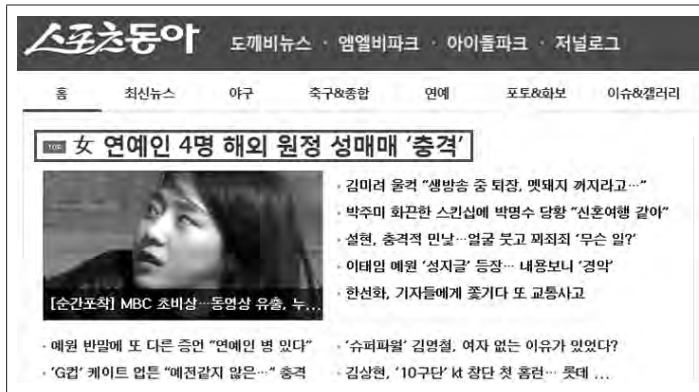 스포츠동아
도깨비뉴스 · 엠엘비파크 · 아이돌파크 · 저널로그
홈 최신뉴스 야구 축구&종합 연예 포토&화보 이슈&갤러리
TOP 女 연예인 4명 해외 원정 성매매 ‘충격’
· 김미려 울컥 “생방송 중 퇴장, 멧돼지 꺼지라고…”
· 박주미 화끈한 스킨십에 박명수 당황 “신혼여행 같아”
· 설현, 충격적 민낯…얼굴 붓고 꾀죄죄 ‘무슨 일?’
· 이태임 예원 ‘성지글’ 등장… 내용보니 ‘경악’
· 한선화, 기자들에게 쫓기다 또 교통사고
[순간포착] MBC 초비상…동영상 유출, 누...
· 예원 반말에 또 다른 증언 “연예인 병 있다”
· ‘G컵’ 케이트 업튼 “예전같지 않은…” 충격
· ‘슈퍼파월’ 김영철, 여자 없는 이유가 있었다?
· 김상현, ‘10구단’ kt 창단 첫 홈런… 롯데 ...